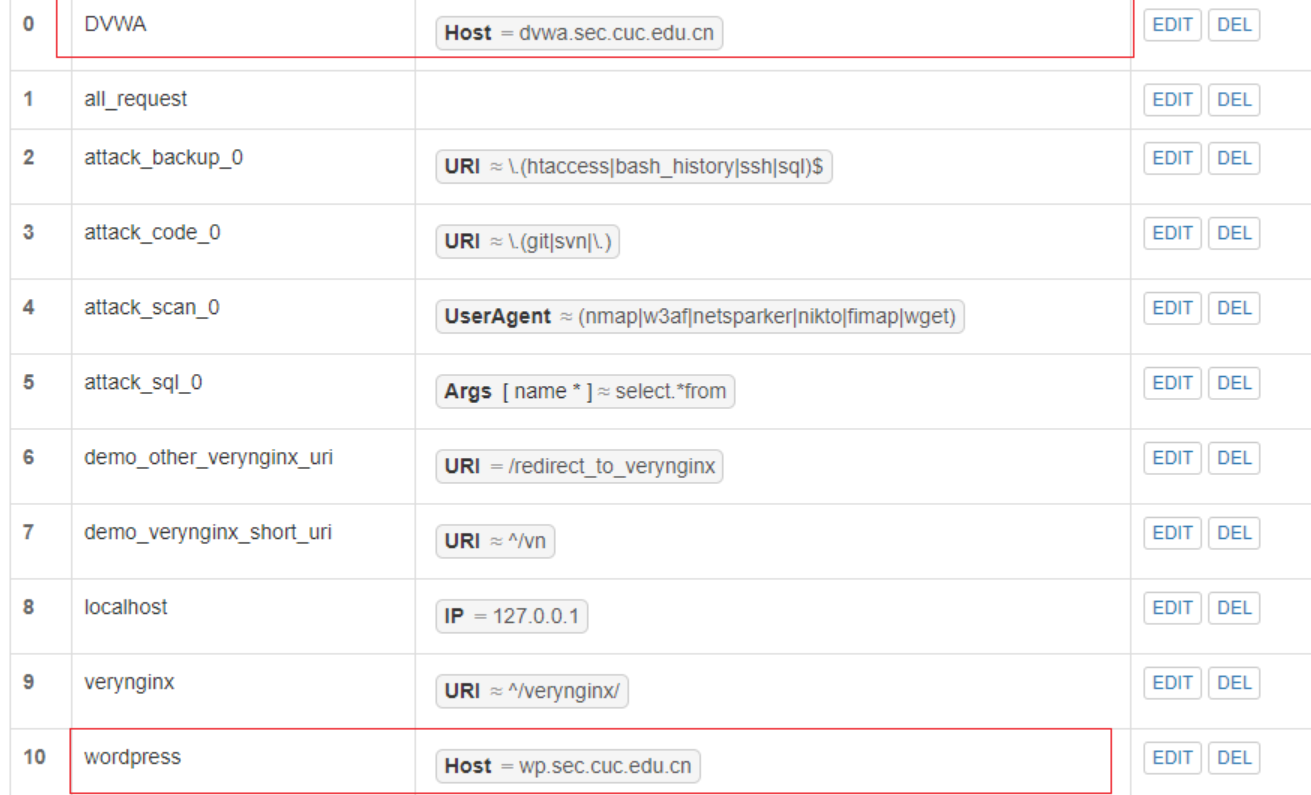 0 DVWA Host = dvwa.sec.cuc.edu.cn EDIT DEL
1 all_request EDIT DEL
2 attack_backup_0 URI ≈ \.(htaccess|bash_history|ssh|sql)$ EDIT DEL
3 attack_code_0 URI ≈ \.(git|svn|\.) EDIT DEL
4 attack_scan_0 UserAgent ≈ (nmap|w3af|netsparker|nikto|fimap|wget) EDIT DEL
5 attack_sql_0 Args [ name * ] ≈ select.*from EDIT DEL
6 demo_other_verynginx_uri URI = /redirect_to_verynginx EDIT DEL
7 demo_verynginx_short_uri URI ≈ ^/vn EDIT DEL
8 localhost IP = 127.0.0.1 EDIT DEL
9 verynginx URI ≈ ^/verynginx/ EDIT DEL
10 wordpress Host = wp.sec.cuc.edu.cn EDIT DEL